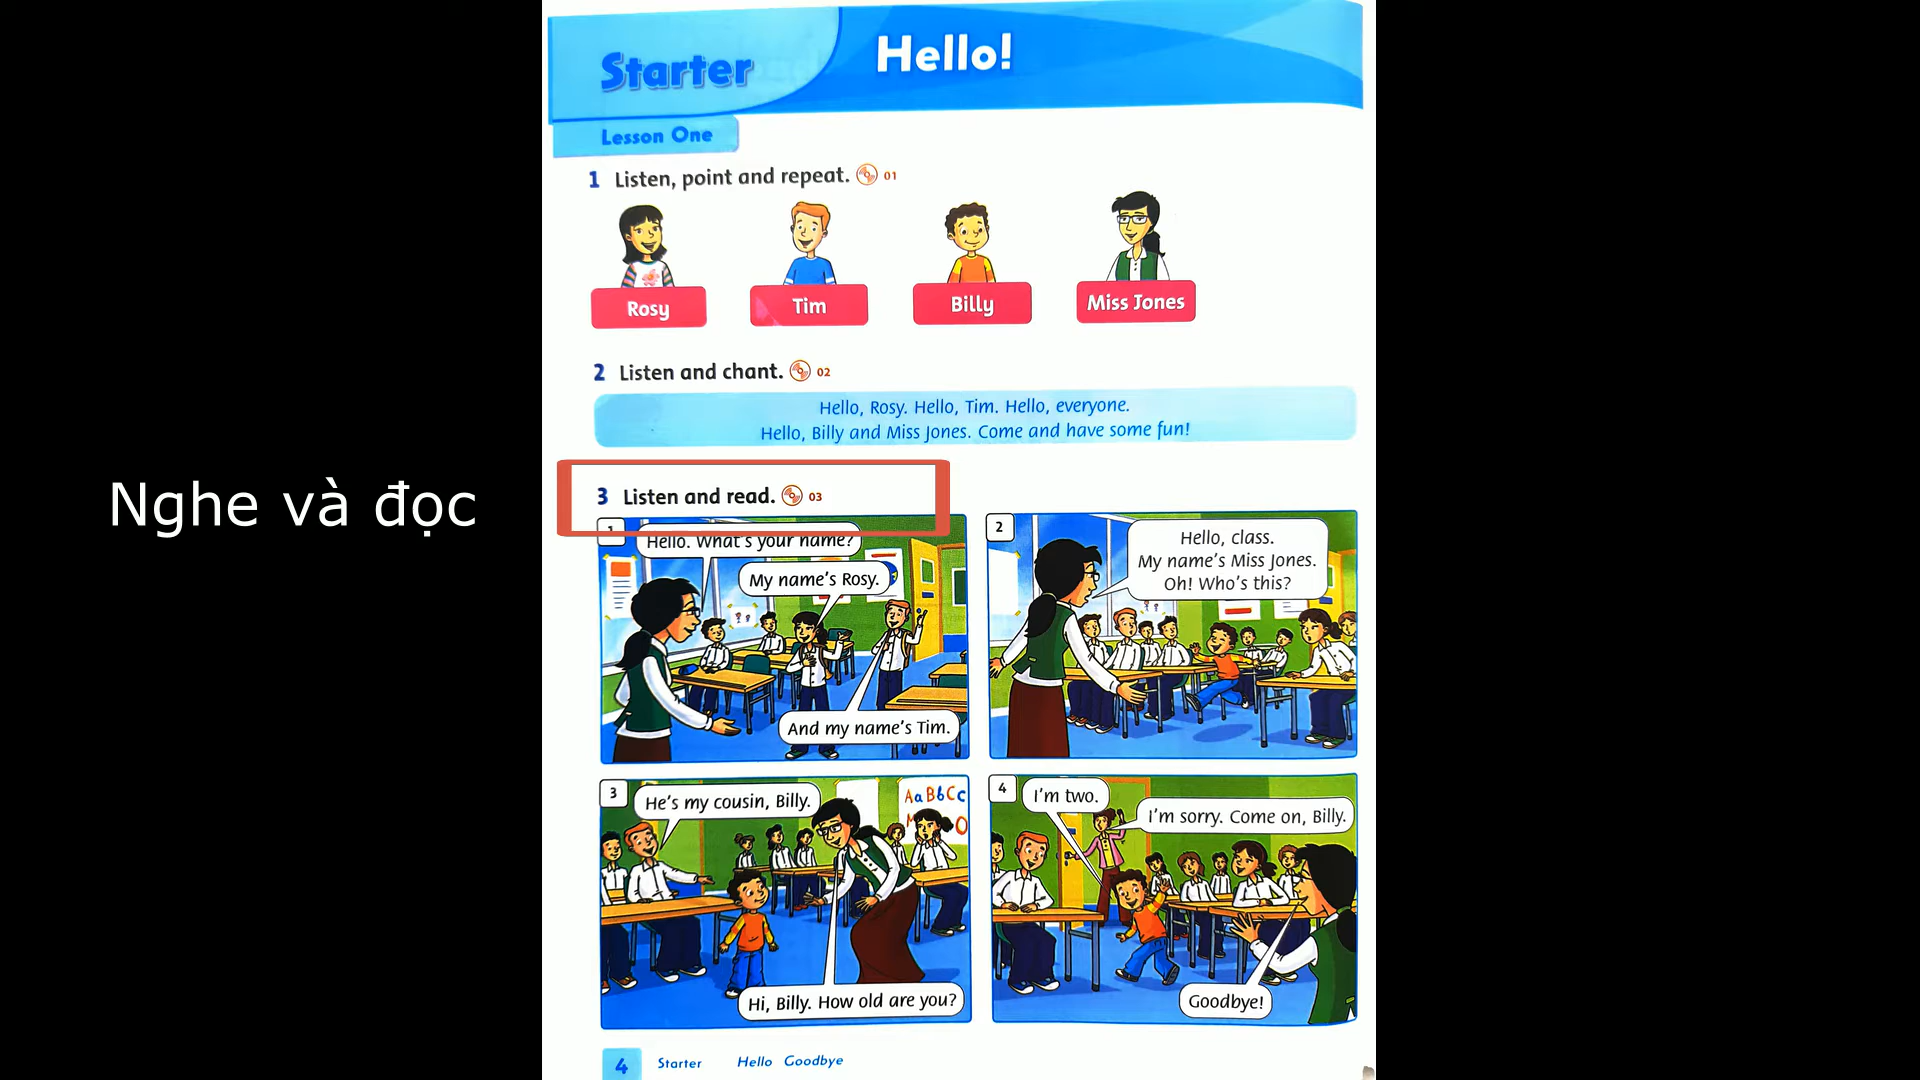 Starter
Hello!
Lesson One
1 Listen, point and repeat. 01
Rosy
Tim
Billy
Miss Jones
2 Listen and chant. 02
Hello, Rosy. Hello, Tim. Hello, everyone.
Hello, Billy and Miss Jones. Come and have some fun!
Nghe và đọc
3 Listen and read. 03
1
Hello. What's your name?
My name's Rosy.
And my name's Tim.
2
Hello, class.
My name's Miss Jones.
Oh! Who's this?
3
He's my cousin, Billy.
AaBbCc
Hi, Billy. How old are you?
4
I'm two.
I'm sorry. Come on, Billy.
Goodbye!
4 Starter Hello Goodbye